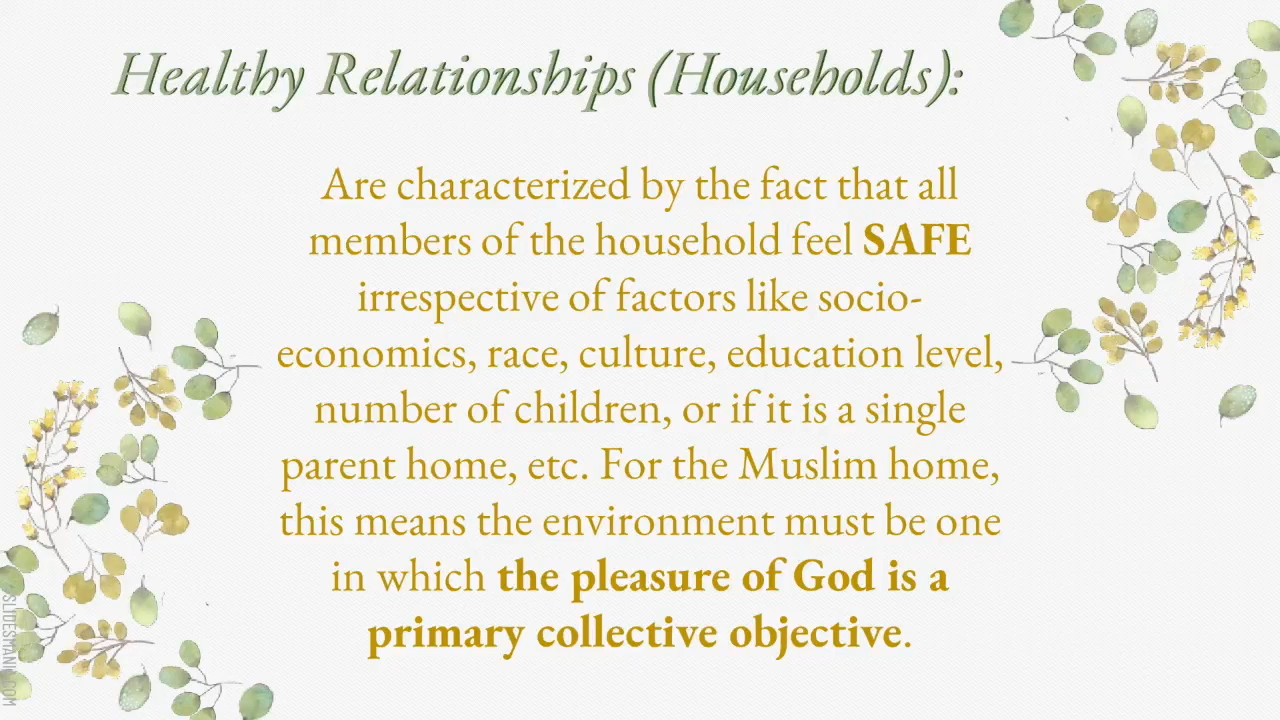 Healthy Relationships (Households):
Are characterized by the fact that all
members of the household feel SAFE
irrespective of factors like socio-
economics, race, culture, education level,
number of children, or if it is a single
parent home, etc. For the Muslim home,
this means the environment must be one
in which the pleasure of God is a
primary collective objective.
SLIDESMANIA.COM